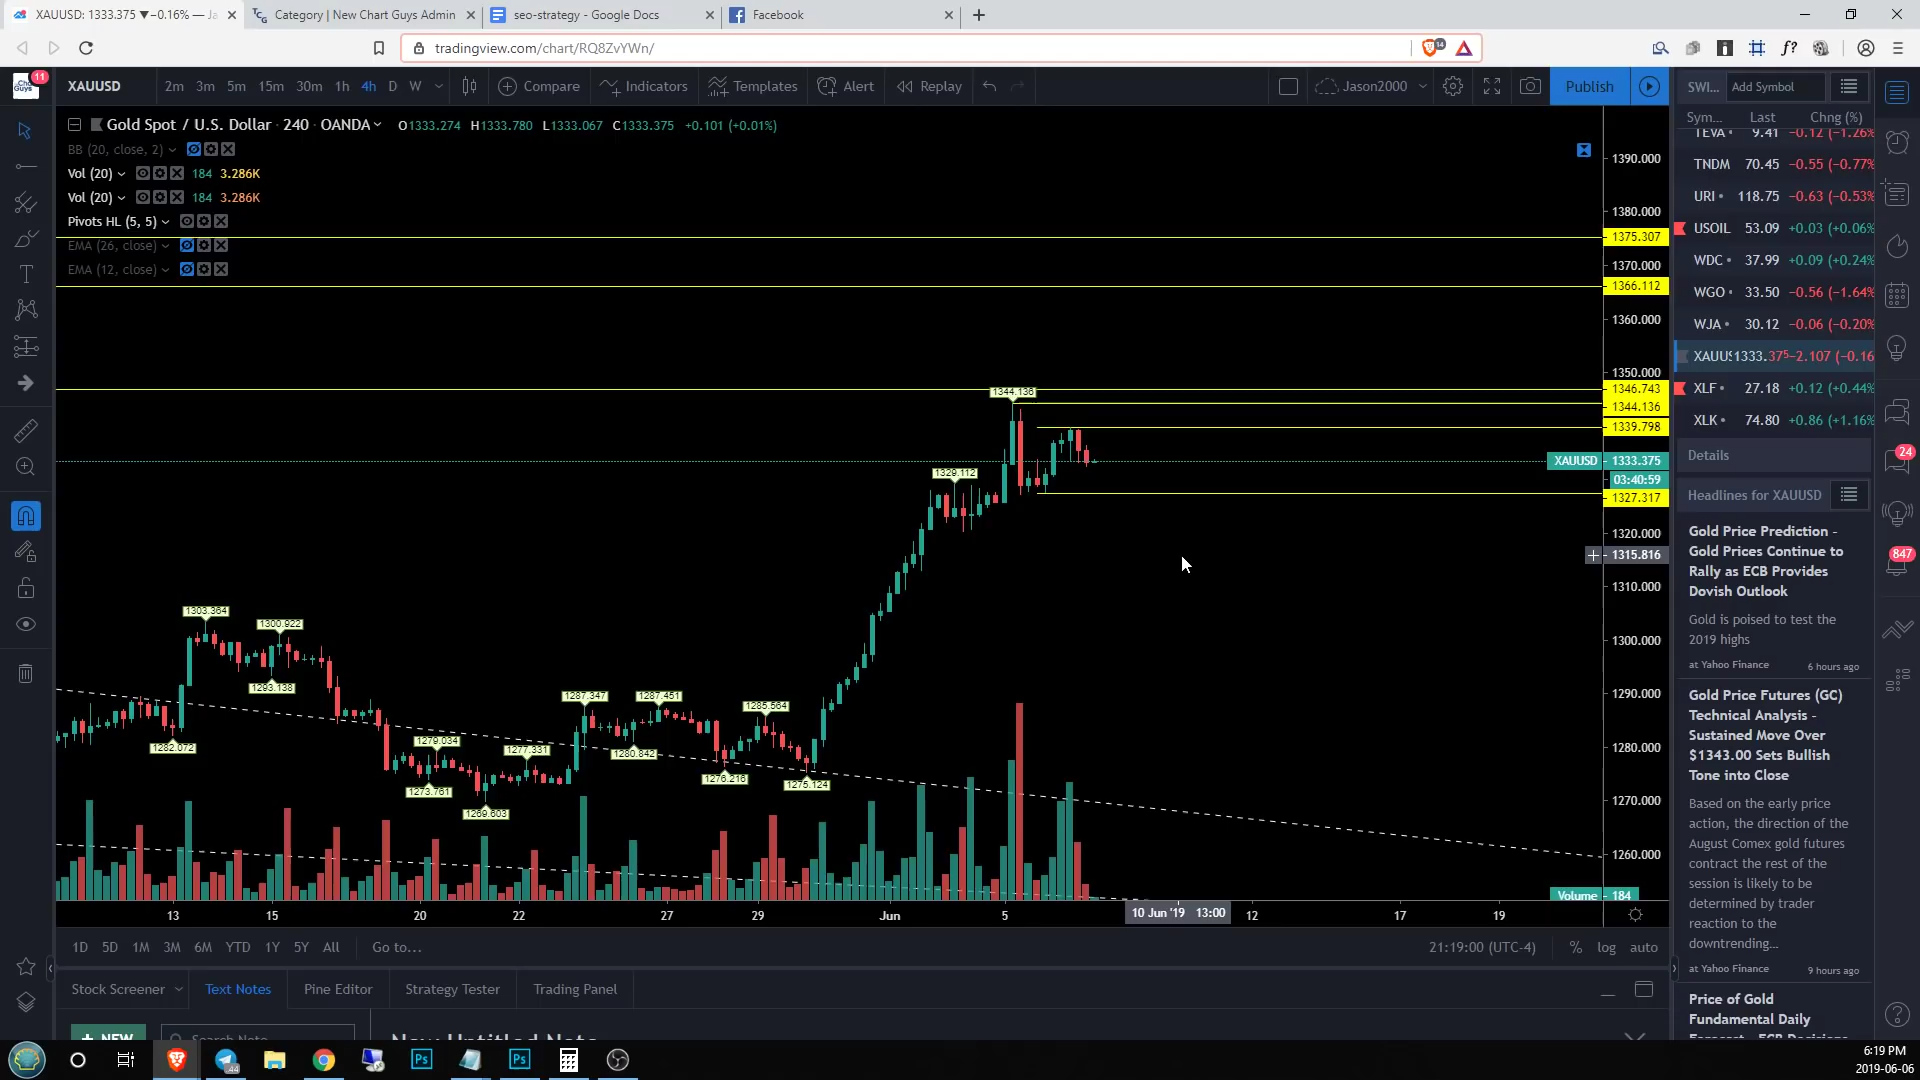 XAUUSD: 1333.375 ▼−0.16% — Ja
Category | New Chart Guys Admin
seo-strategy - Google Docs
Facebook
tradingview.com/chart/RQ8ZvYWn/
14
11
XAUUSD
2m 3m 5m 15m 30m 1h 4h D W
Compare
Indicators
Templates
Alert
Replay
Jason2000
Publish
SWI...
Add Symbol
Gold Spot / U.S. Dollar · 240 · OANDA
O1333.274 H1333.780 L1333.067 C1333.375 +0.101 (+0.01%)
BB (20, close, 2)
Vol (20) 184 3.286K
Vol (20) 184 3.286K
Pivots HL (5, 5)
EMA (26, close)
EMA (12, close)
1390.000
1380.000
1375.307
1370.000
1366.112
1360.000
1350.000
1346.743
1344.136
1339.798
XAUUSD 1333.375
03:40:59
1327.317
1320.000
1315.816
1310.000
1300.000
1290.000
1280.000
1270.000
1260.000
Volume 184
1344.136
1329.112
1303.364
1300.922
1293.138
1282.072
1279.034
1273.761
1277.331
1269.603
1287.347
1287.451
1280.842
1285.564
1276.216
1275.124
13 15 20 22 27 29 Jun 5 10 Jun '19 13:00 12 17 19
1D 5D 1M 3M 6M YTD 1Y 5Y All Go to...
21:19:00 (UTC-4) % log auto
Stock Screener Text Notes Pine Editor Strategy Tester Trading Panel
NEW
Search Note
New Untitled Note
Sym... Last Chng (%)
TEVA 9.41 −0.12 (−1.26%
TNDM 70.45 −0.55 (−0.77%
URI 118.75 −0.63 (−0.53%
USOIL 53.09 +0.03 (+0.06%
WDC 37.99 +0.09 (+0.24%
WGO 33.50 −0.56 (−1.64%
WJA 30.12 −0.06 (−0.20%
XAUUS 1333.375 −2.107 (−0.16
XLF 27.18 +0.12 (+0.44%
XLK 74.80 +0.86 (+1.16%
Details
Headlines for XAUUSD
Gold Price Prediction -
Gold Prices Continue to
Rally as ECB Provides
Dovish Outlook
Gold is poised to test the
2019 highs
at Yahoo Finance 6 hours ago
Gold Price Futures (GC)
Technical Analysis -
Sustained Move Over
$1343.00 Sets Bullish
Tone into Close
Based on the early price
action, the direction of the
August Comex gold futures
contract the rest of the
session is likely to be
determined by trader
reaction to the
downtrending...
at Yahoo Finance 9 hours ago
Price of Gold
Fundamental Daily
Forecast - ECB Decisions
24
847
44
6:19 PM
2019-06-06